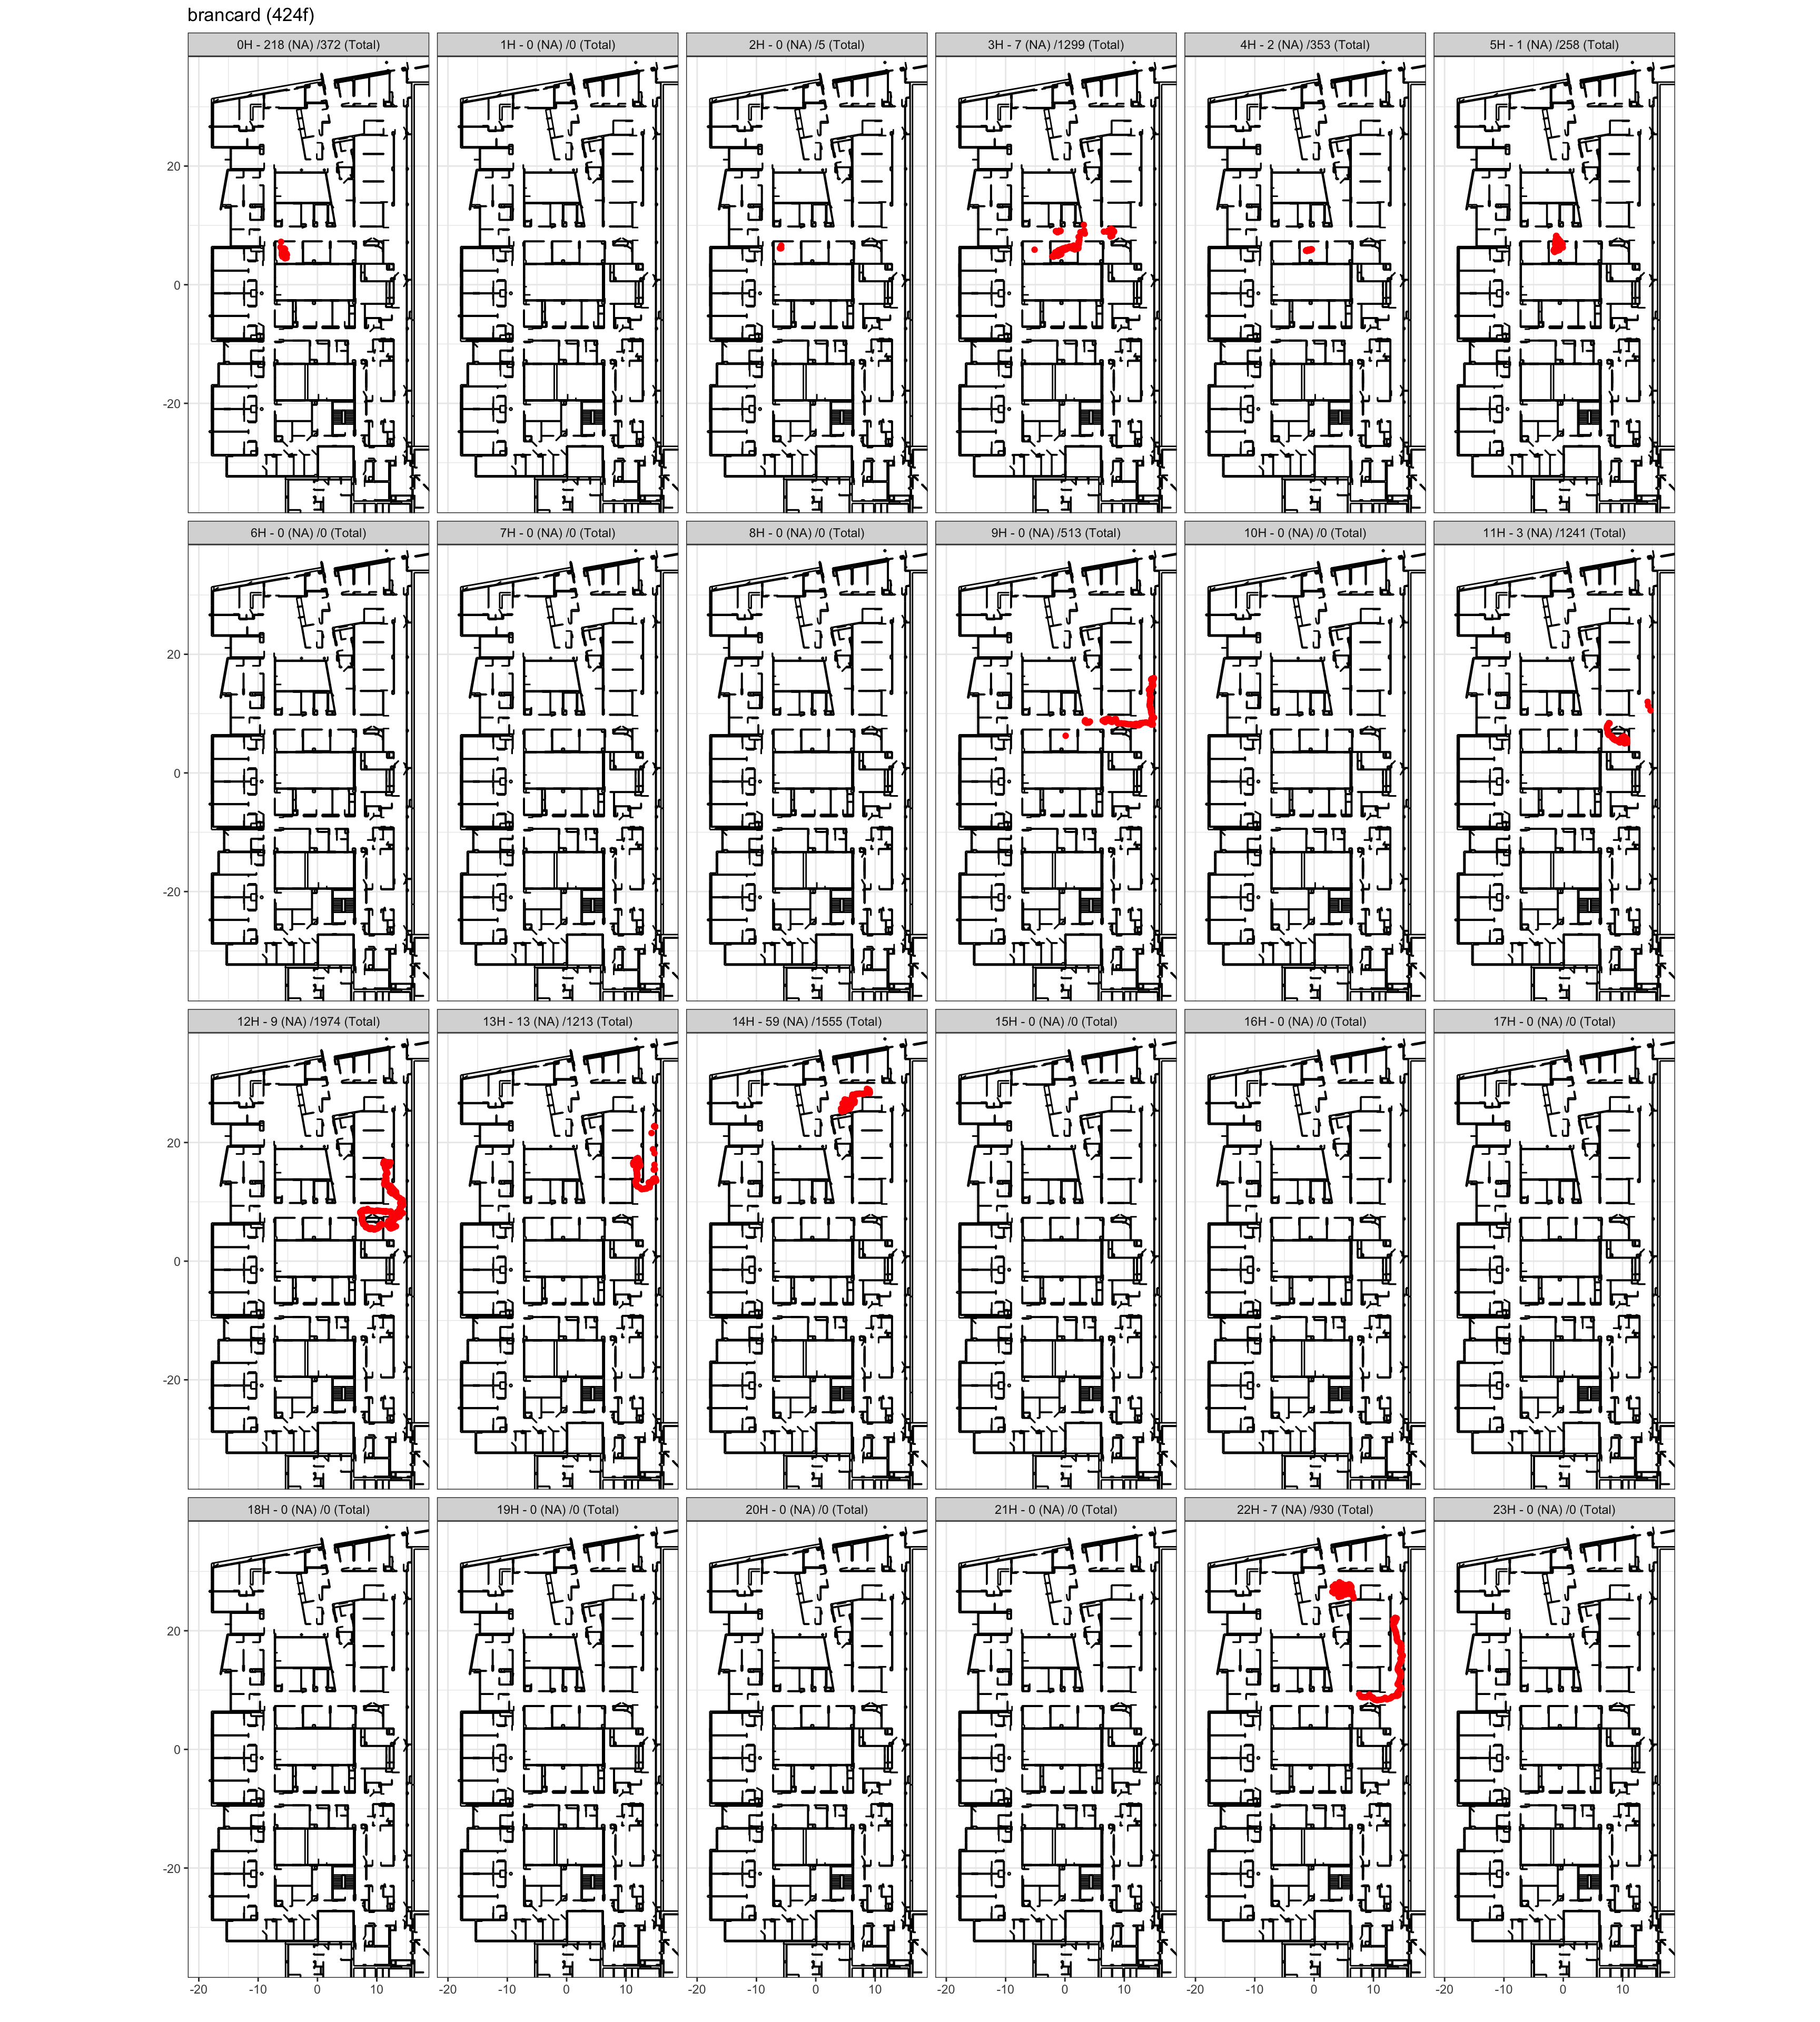 brancard (424f)
0H - 218 (NA) /372 (Total) 1H - 0 (NA) /0 (Total) 2H - 0 (NA) /5 (Total) 3H - 7 (NA) /1299 (Total) 4H - 2 (NA) /353 (Total) 5H - 1 (NA) /258 (Total)
20
0
-20
6H - 0 (NA) /0 (Total) 7H - 0 (NA) /0 (Total) 8H - 0 (NA) /0 (Total) 9H - 0 (NA) /513 (Total) 10H - 0 (NA) /0 (Total) 11H - 3 (NA) /1241 (Total)
20
0
-20
12H - 9 (NA) /1974 (Total) 13H - 13 (NA) /1213 (Total) 14H - 59 (NA) /1555 (Total) 15H - 0 (NA) /0 (Total) 16H - 0 (NA) /0 (Total) 17H - 0 (NA) /0 (Total)
20
0
-20
18H - 0 (NA) /0 (Total) 19H - 0 (NA) /0 (Total) 20H - 0 (NA) /0 (Total) 21H - 0 (NA) /0 (Total) 22H - 7 (NA) /930 (Total) 23H - 0 (NA) /0 (Total)
20
0
-20
-20 -10 0 10 -20 -10 0 10 -20 -10 0 10 -20 -10 0 10 -20 -10 0 10 -20 -10 0 10